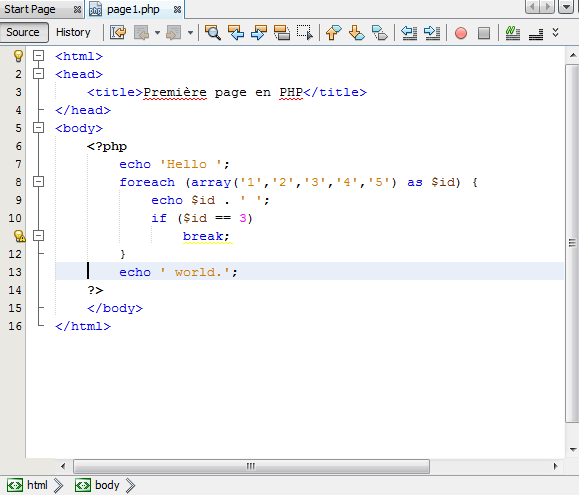 Start Page page1.php
Source History
<html>
2 <head>
3 <title>Première page en PHP</title>
4 </head>
5 <body>
6 <?php
7 echo 'Hello ';
8 foreach (array('1','2','3','4','5') as $id) {
9 echo $id . ' ';
10 if ($id == 3)
break;
12 }
13 echo ' world.';
14 ?>
15 </body>
16 </html>
html body